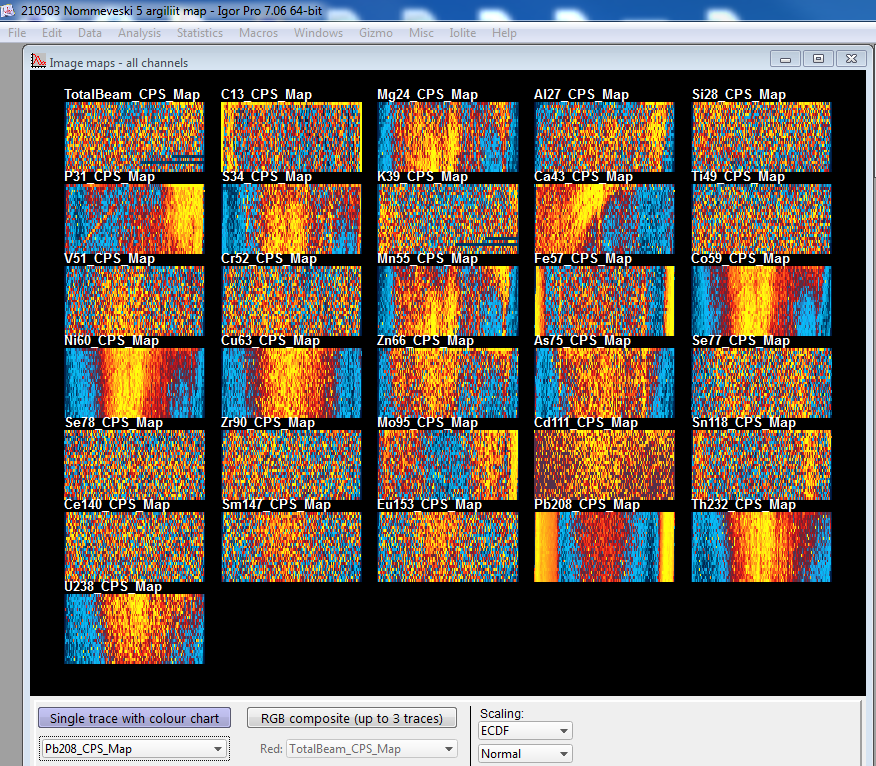 210503 Nommeveski 5 argiliit map - Igor Pro 7.06 64-bit
File Edit Data Analysis Statistics Macros Windows Gizmo Misc Iolite Help
Image maps - all channels
TotalBeam_CPS_Map C13_CPS_Map Mg24_CPS_Map Al27_CPS_Map Si28_CPS_Map
P31_CPS_Map S34_CPS_Map K39_CPS_Map Ca43_CPS_Map Ti49_CPS_Map
V51_CPS_Map Cr52_CPS_Map Mn55_CPS_Map Fe57_CPS_Map Co59_CPS_Map
Ni60_CPS_Map Cu63_CPS_Map Zn66_CPS_Map As75_CPS_Map Se77_CPS_Map
Se78_CPS_Map Zr90_CPS_Map Mo95_CPS_Map Cd111_CPS_Map Sn118_CPS_Map
Ce140_CPS_Map Sm147_CPS_Map Eu153_CPS_Map Pb208_CPS_Map Th232_CPS_Map
U238_CPS_Map
Single trace with colour chart RGB composite (up to 3 traces) Scaling:
ECDF
Pb208_CPS_Map Red: TotalBeam_CPS_Map Normal